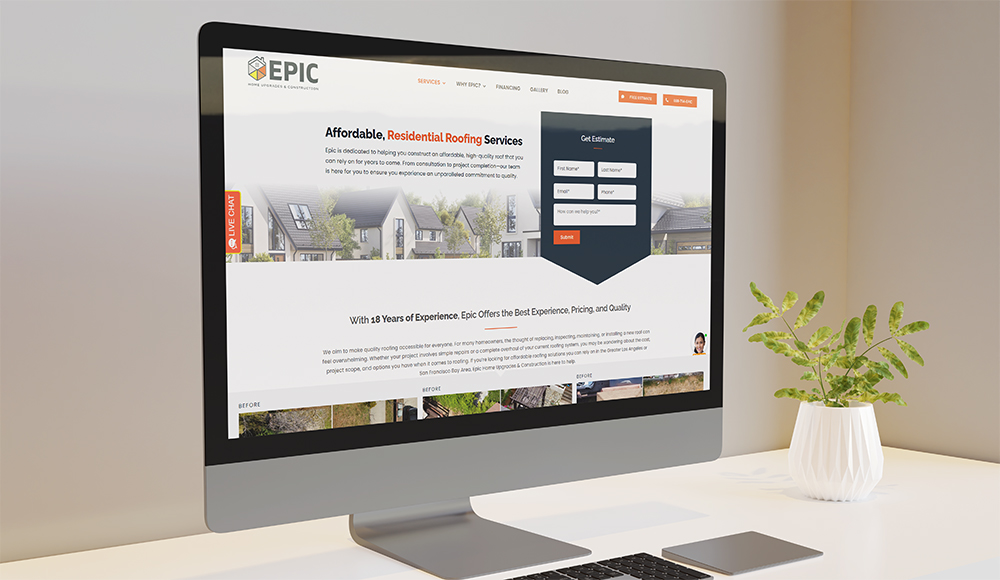 EPIC
HOME UPGRADES & CONSTRUCTION
SERVICES
WHY EPIC?
FINANCING
GALLERY
BLOG
Free Estimate
Affordable, Residential Roofing Services
Epic is dedicated to helping you construct an affordable, high-quality roof that you
can rely on for years to come. From consultation to project completion—our team
is here for you to ensure you experience an unparalleled commitment to quality.
Get Estimate
First Name*
Last Name*
Email*
Phone*
How can we help you?*
Submit
LIVE CHAT
With 18 Years of Experience, Epic Offers the Best Experience, Pricing, and Quality
We aim to make quality roofing accessible for everyone. For many homeowners, the thought of replacing, inspecting, maintaining, or installing a new roof can
feel overwhelming. Whether your project involves simple repairs or a complete overhaul of your current roofing system, you may be wondering about the cost,
project scope, and options you have when it comes to roofing. If you're looking for affordable roofing solutions you can rely on in the Greater Los Angeles or
San Francisco Bay Area, Epic Home Upgrades & Construction is here to help.
BEFORE
BEFORE
BEFORE